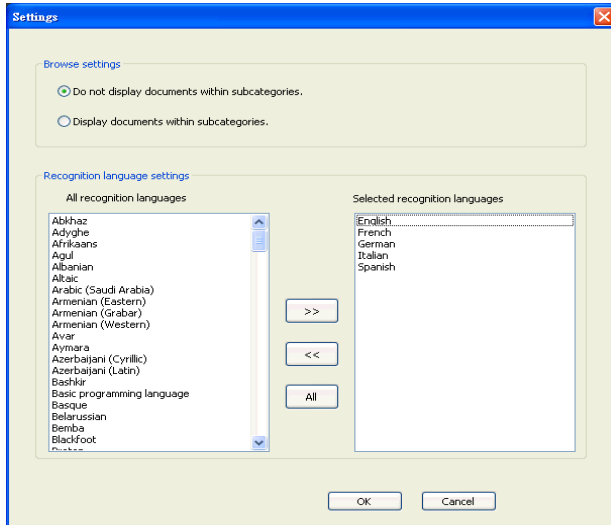 Settings
Browse settings
Do not display documents within subcategories.
Display documents within subcategories.
Recognition language settings
All recognition languages
Abkhaz
Adyghe
Afrikaans
Agul
Albanian
Altaic
Arabic (Saudi Arabia)
Armenian (Eastern)
Armenian (Grabar)
Armenian (Western)
Avar
Aymara
Azerbaijani (Cyrillic)
Azerbaijani (Latin)
Bashkir
Basic programming language
Basque
Belarussian
Bemba
Blackfoot
>>
<<
All
Selected recognition languages
English
French
German
Italian
Spanish
OK
Cancel